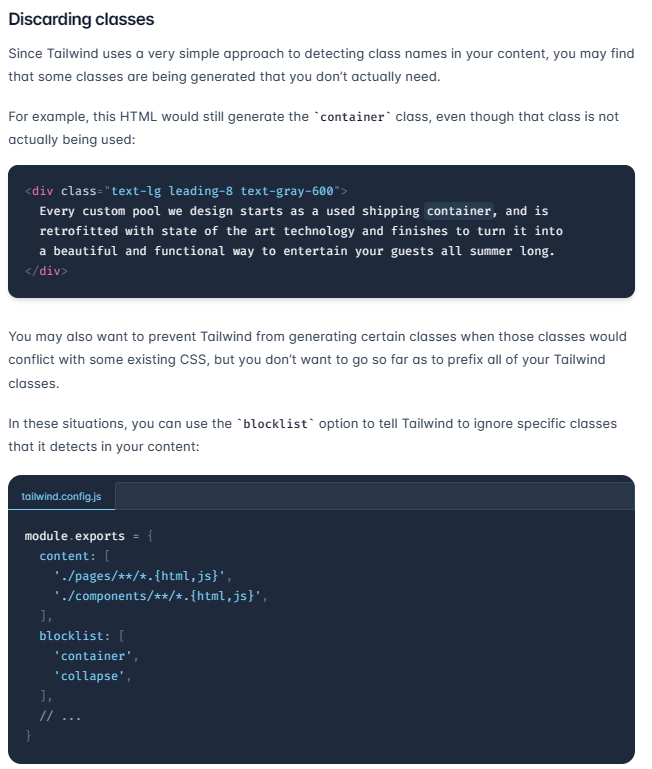 Discarding classes
Since Tailwind uses a very simple approach to detecting class names in your content, you may find
that some classes are being generated that you don’t actually need.
For example, this HTML would still generate the `container` class, even though that class is not
actually being used:
<div class="text-lg leading-8 text-gray-600">
  Every custom pool we design starts as a used shipping container, and is
  retrofitted with state of the art technology and finishes to turn it into
  a beautiful and functional way to entertain your guests all summer long.
</div>
You may also want to prevent Tailwind from generating certain classes when those classes would
conflict with some existing CSS, but you don’t want to go so far as to prefix all of your Tailwind
classes.
In these situations, you can use the `blocklist` option to tell Tailwind to ignore specific classes
that it detects in your content:
tailwind.config.js
module.exports = {
  content: [
    './pages/**/*.{html,js}',
    './components/**/*.{html,js}',
  ],
  blocklist: [
    'container',
    'collapse',
  ],
  // ...
}